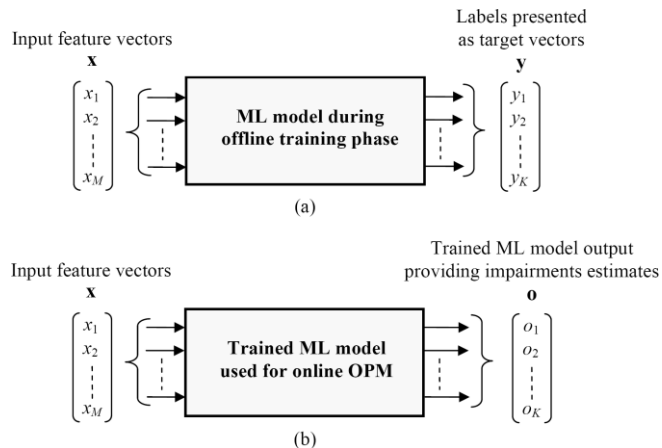 Input feature vectors
x
x1
x2
xM
ML model during
offline training phase
Labels presented
as target vectors
y
y1
y2
yK
(a)
Input feature vectors
x
x1
x2
xM
Trained ML model
used for online OPM
Trained ML model output
providing impairments estimates
o
o1
o2
oK
(b)